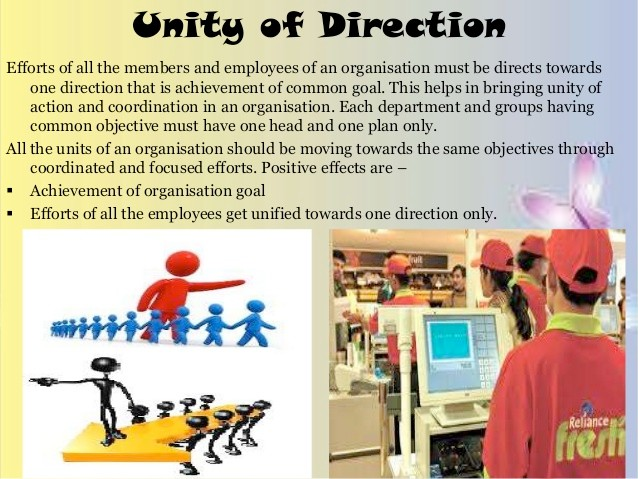 Unity of Direction
Efforts of all the members and employees of an organisation must be directs towards
one direction that is achievement of common goal. This helps in bringing unity of
action and coordination in an organisation. Each department and groups having
common objective must have one head and one plan only.
All the units of an organisation should be moving towards the same objectives through
coordinated and focused efforts. Positive effects are –
▪ Achievement of organisation goal
▪ Efforts of all the employees get unified towards one direction only.
Reliance
fresh